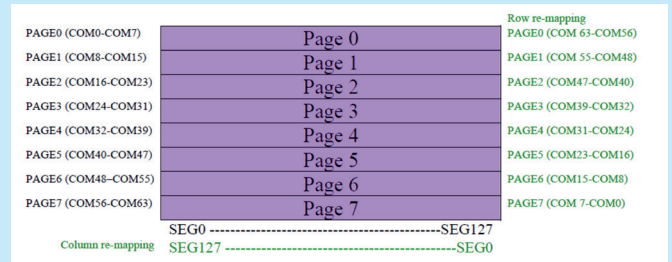 Row re-mapping
PAGE0 (COM0-COM7) Page 0 PAGE0 (COM 63-COM56)
PAGE1 (COM8-COM15) Page 1 PAGE1 (COM 55-COM48)
PAGE2 (COM16-COM23) Page 2 PAGE2 (COM47-COM40)
PAGE3 (COM24-COM31) Page 3 PAGE3 (COM39-COM32)
PAGE4 (COM32-COM39) Page 4 PAGE4 (COM31-COM24)
PAGE5 (COM40-COM47) Page 5 PAGE5 (COM23-COM16)
PAGE6 (COM48–COM55) Page 6 PAGE6 (COM15-COM8)
PAGE7 (COM56-COM63) Page 7 PAGE7 (COM 7-COM0)
SEG0 ---------------------------------------------SEG127
Column re-mapping SEG127 ---------------------------------------------SEG0